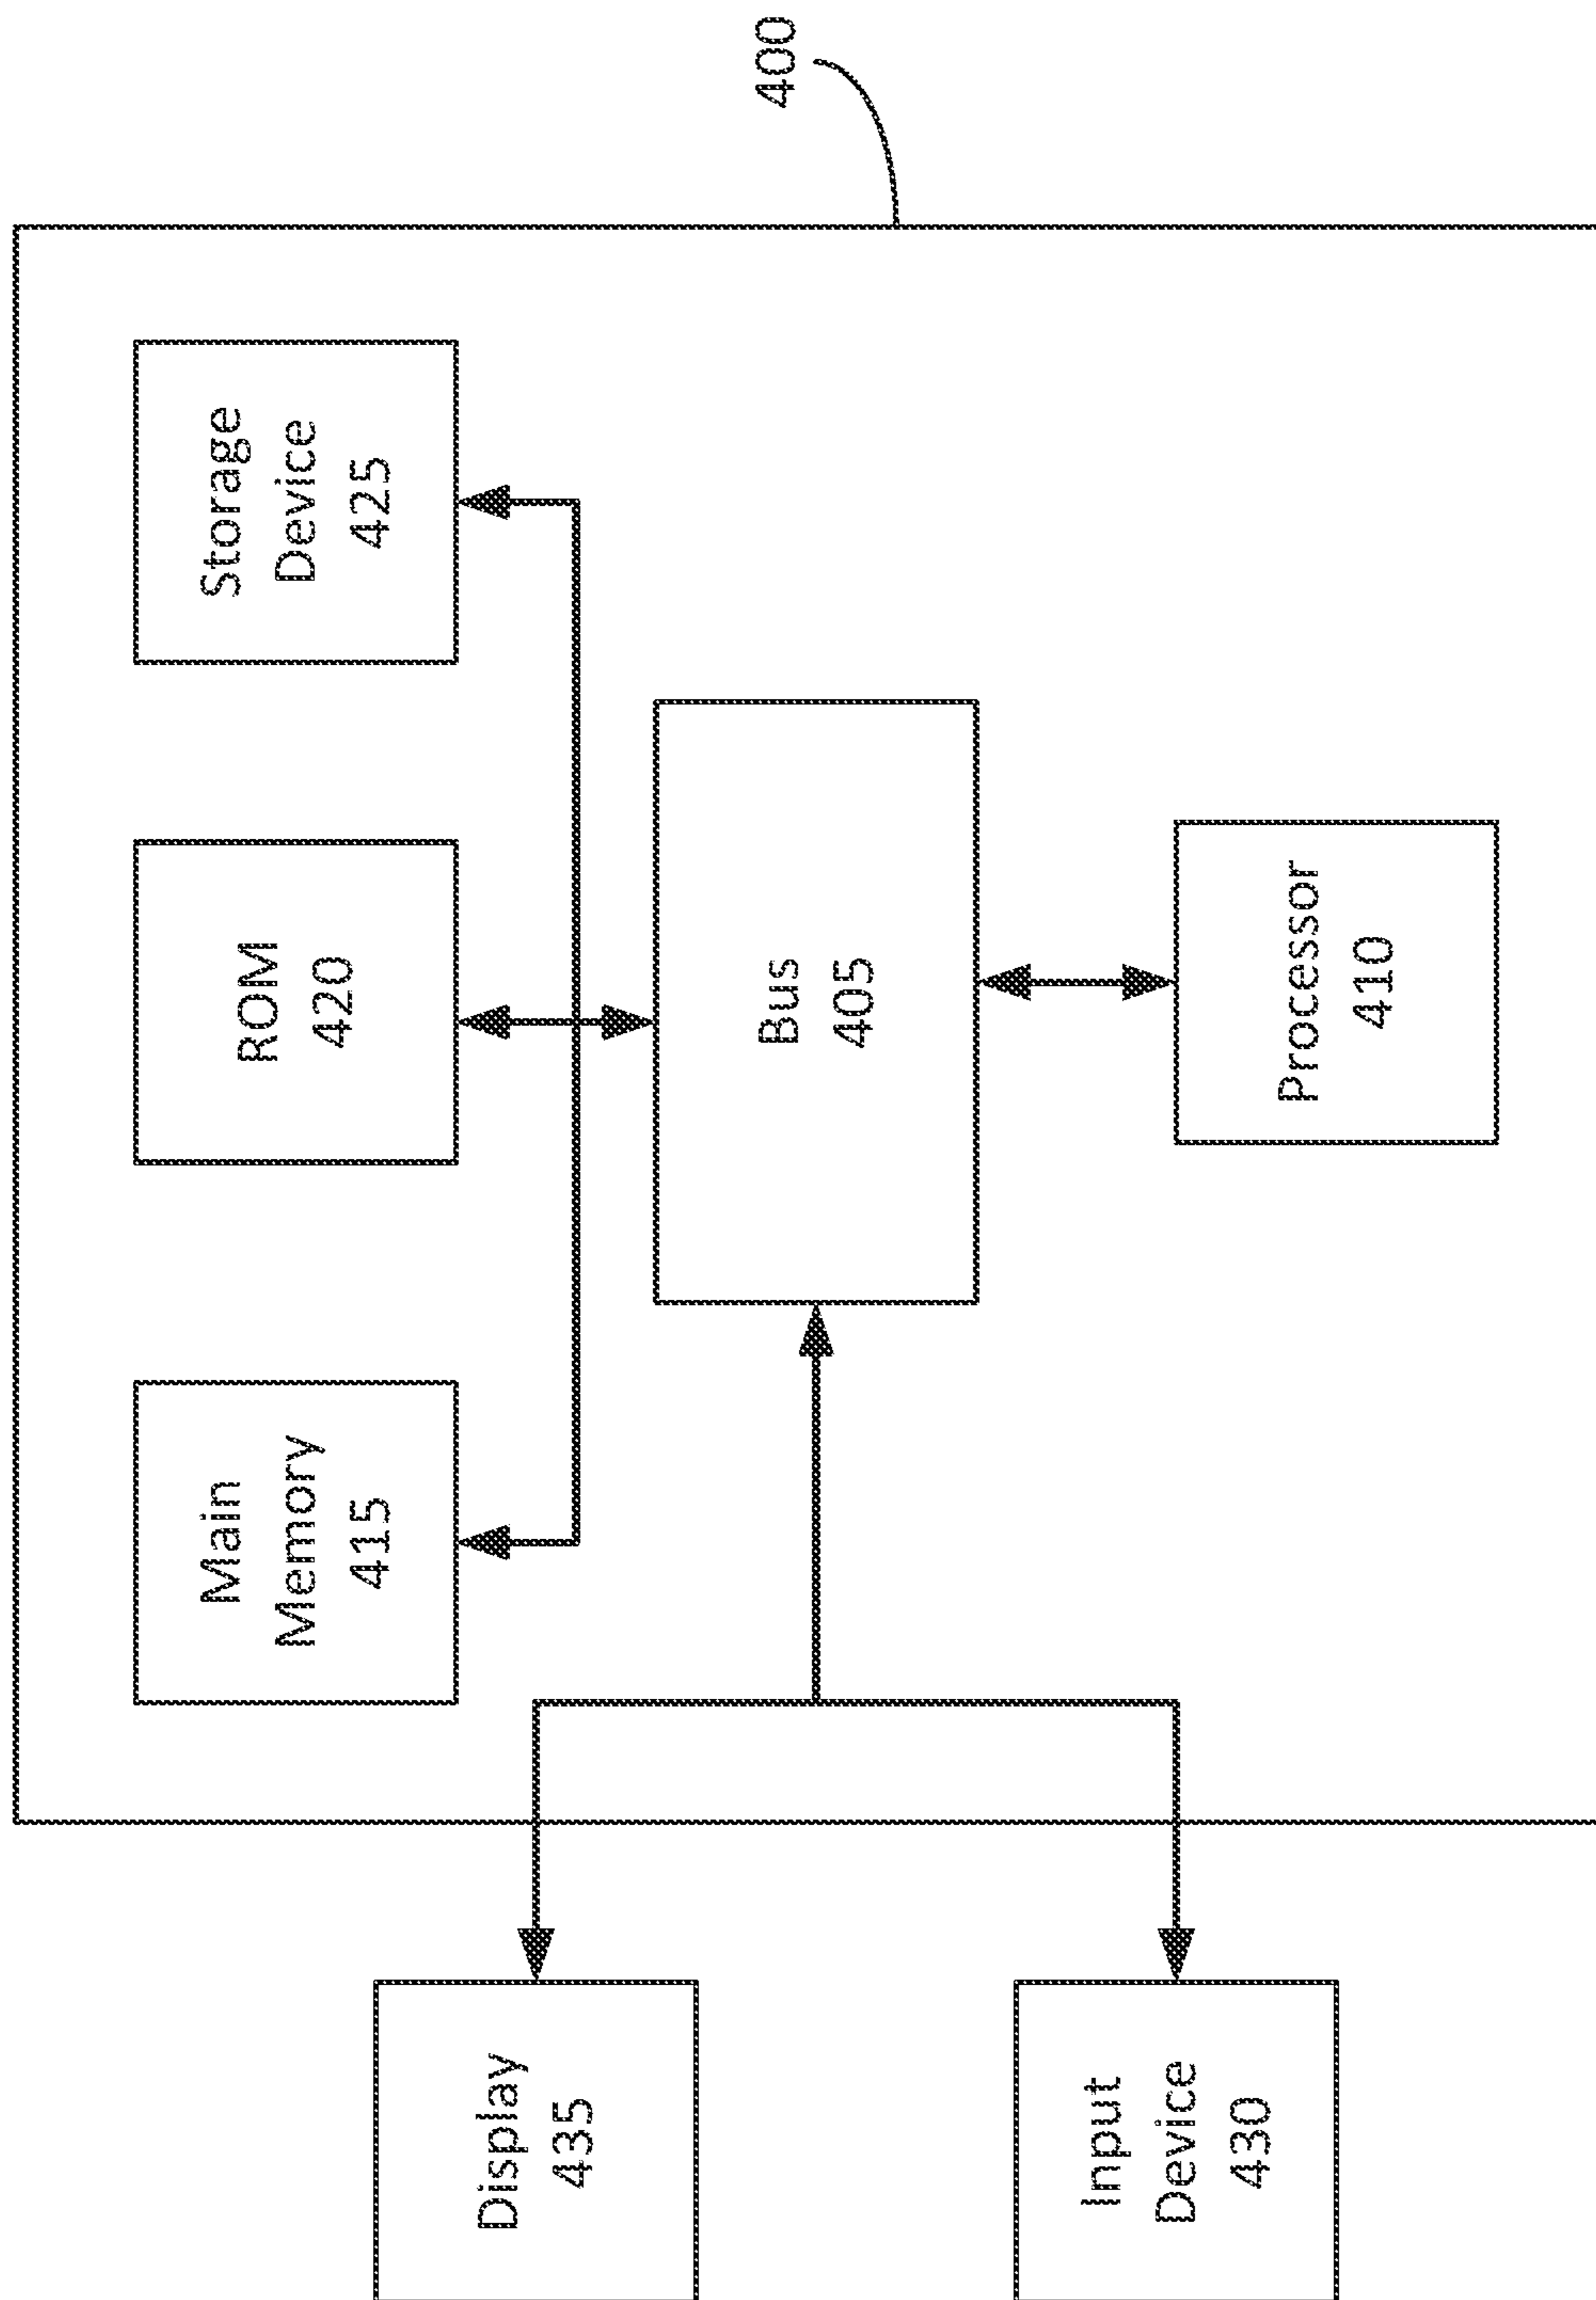 400
Main
Memory
415
ROM
420
Storage
Device
425
Display
435
Bus
405
Input
Device
430
Processor
410